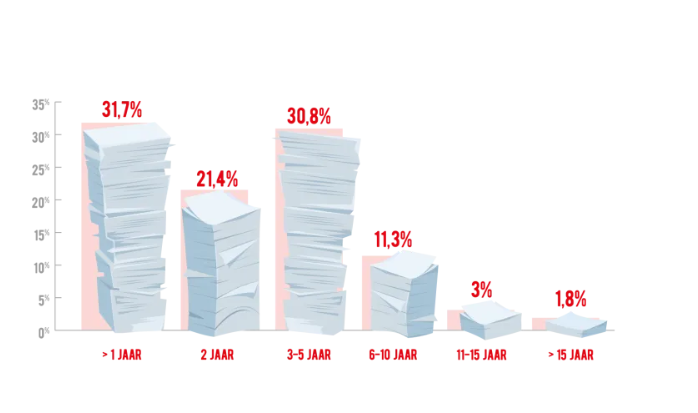 35%
31,7%
30,8%
30%
25%
21,4%
20%
15%
11,3%
10%
5%
3%
1,8%
0%
> 1 JAAR
2 JAAR
3-5 JAAR
6-10 JAAR
11-15 JAAR
> 15 JAAR